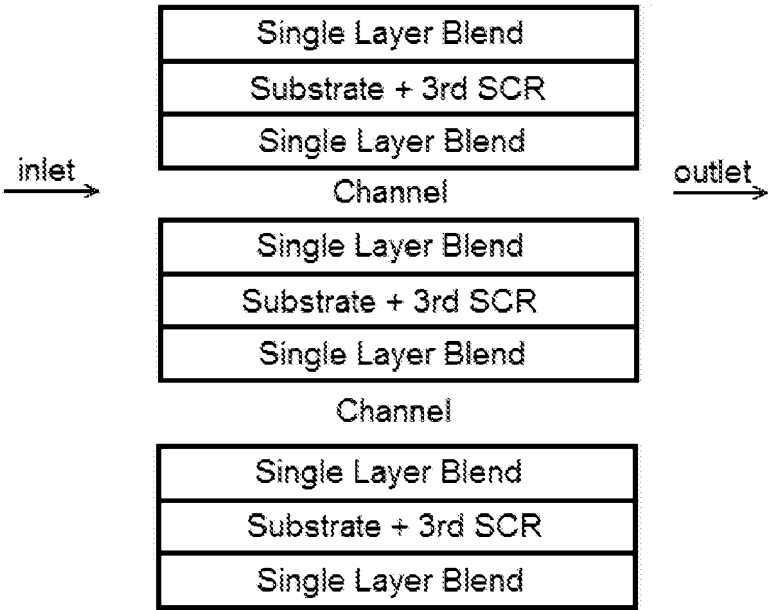 Single Layer Blend
Substrate + 3rd SCR
Single Layer Blend
inlet
Channel
outlet
Single Layer Blend
Substrate + 3rd SCR
Single Layer Blend
Channel
Single Layer Blend
Substrate + 3rd SCR
Single Layer Blend